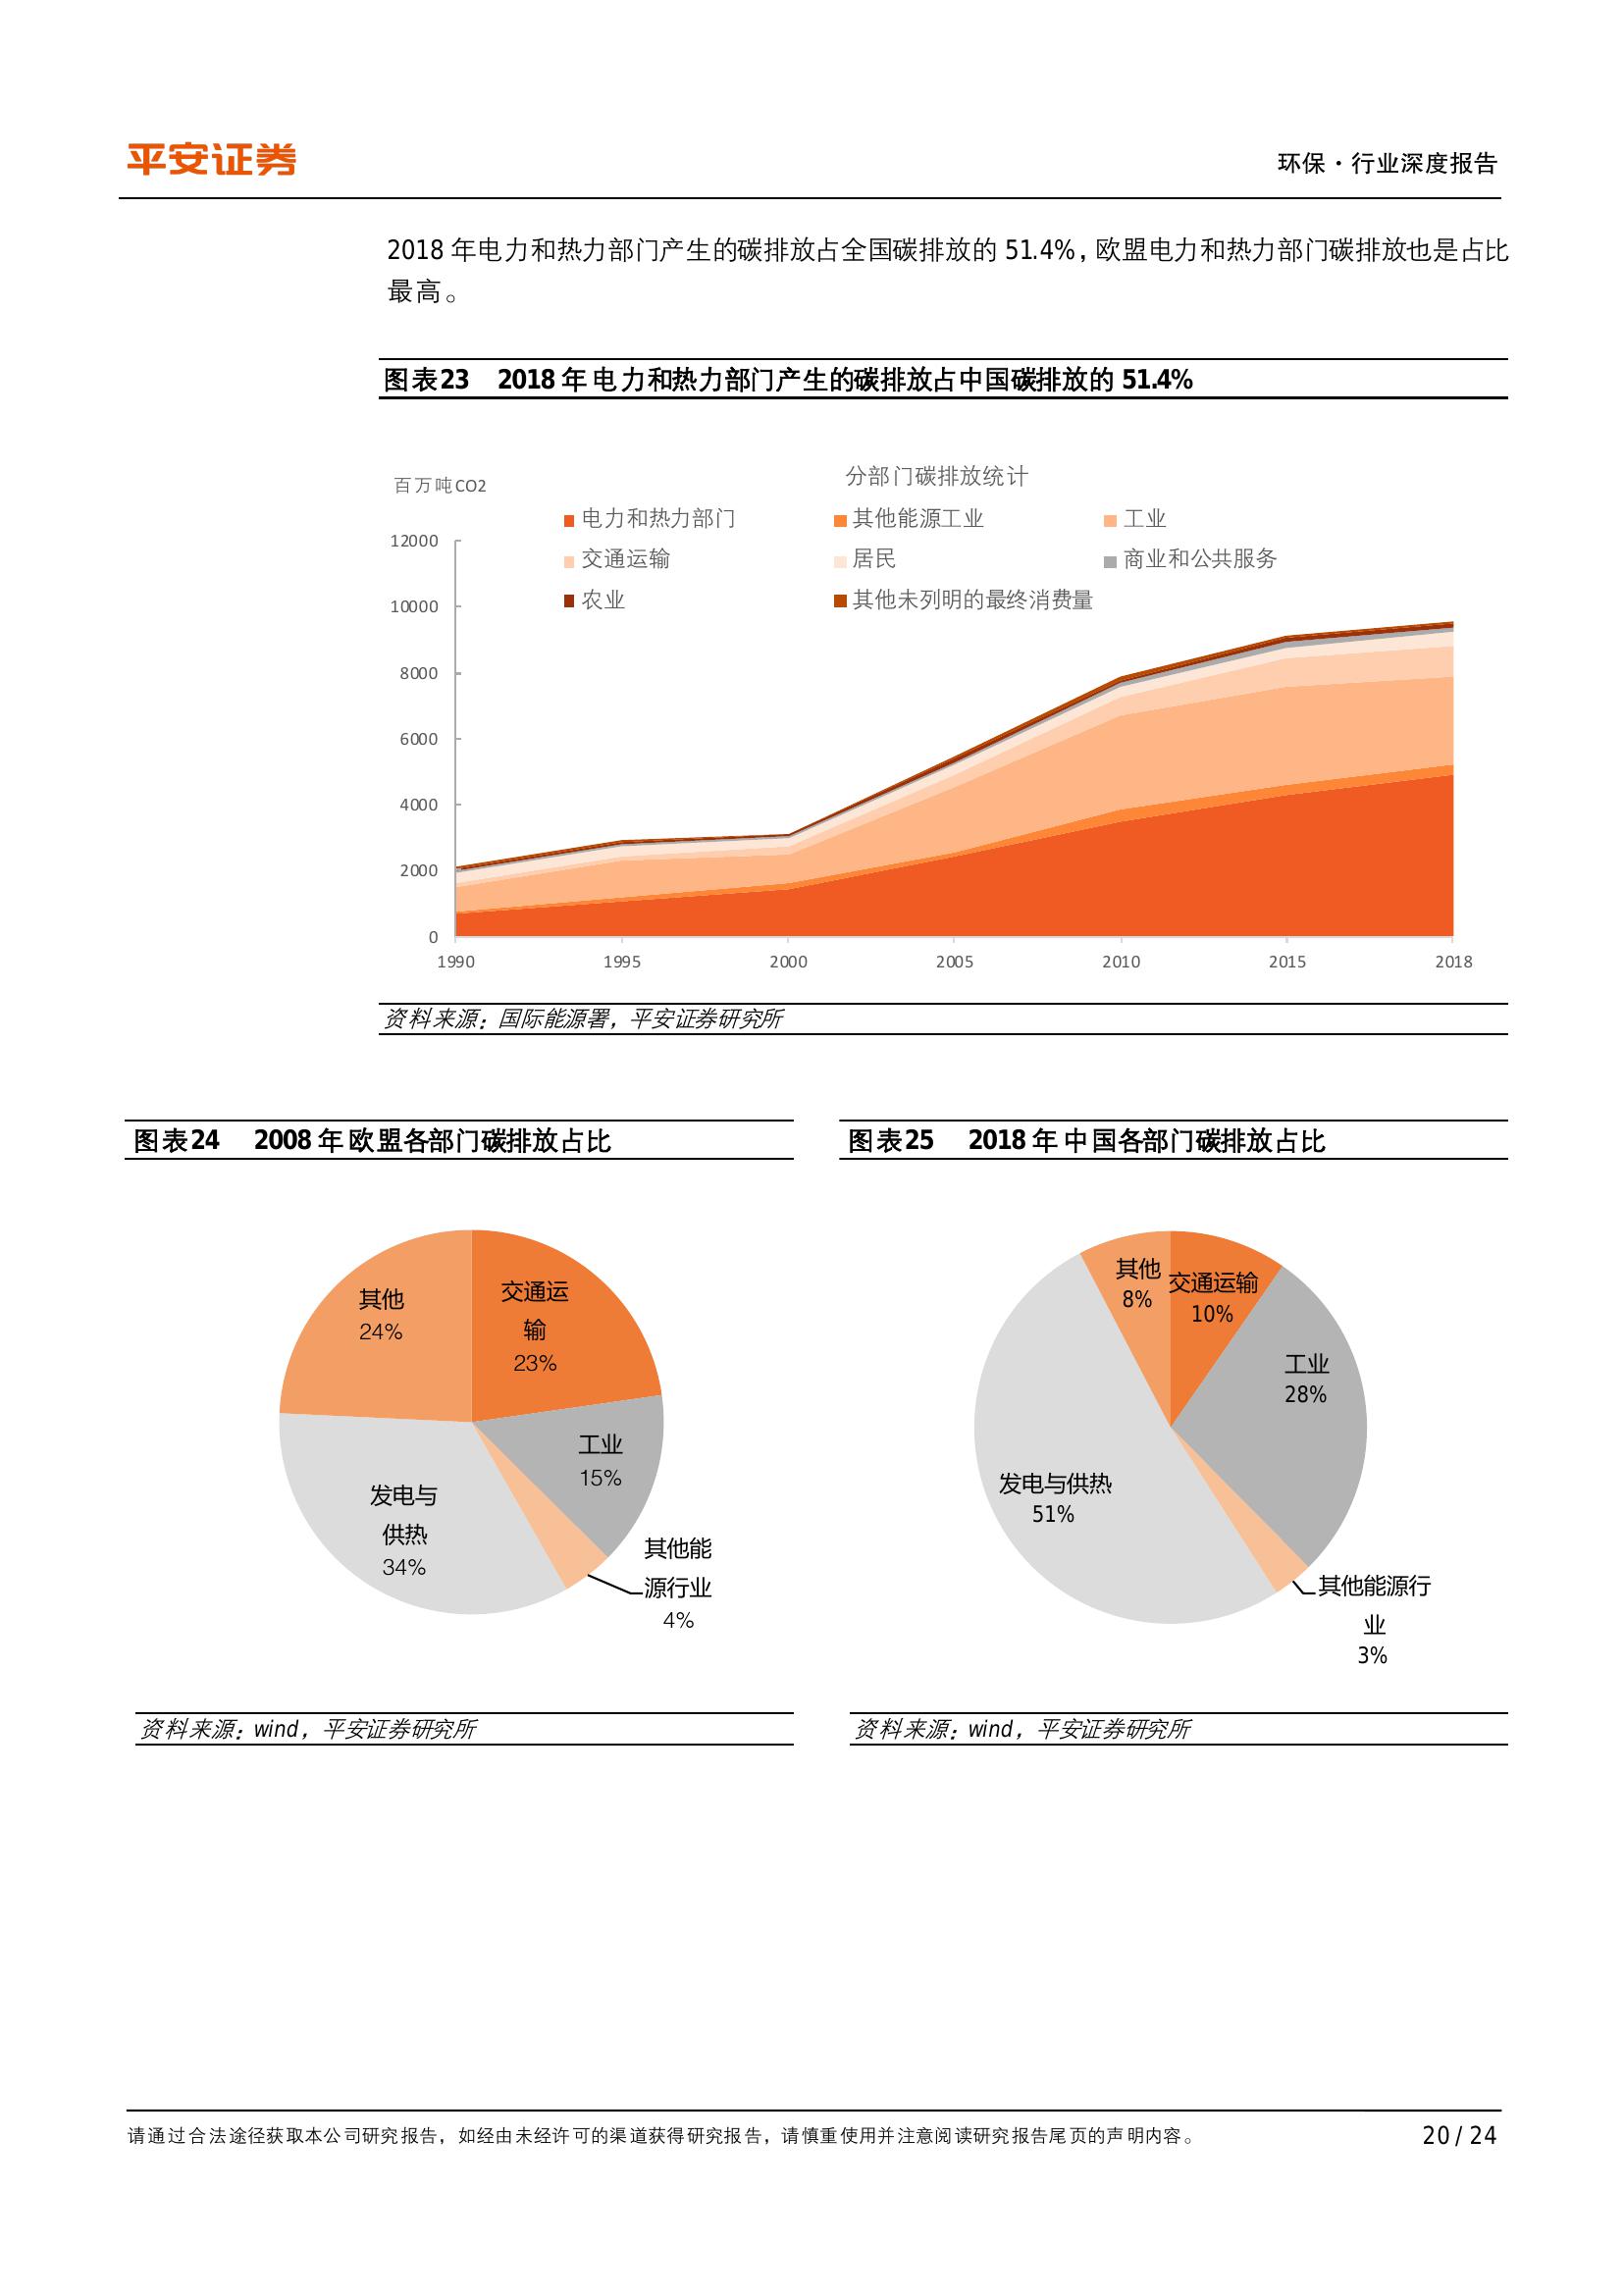 平安证券
环保·行业深度报告
2018 年电力和热力部门产生的碳排放占全国碳排放的 51.4%，欧盟电力和热力部门碳排放也是占比
最高。
图表23 2018 年电力和热力部门产生的碳排放占中国碳排放的 51.4%
百万吨CO2
分部门碳排放统计
电力和热力部门 其他能源工业 工业
交通运输 居民 商业和公共服务
农业 其他未列明的最终消费量
12000
10000
8000
6000
4000
2000
0
1990 1995 2000 2005 2010 2015 2018
资料来源：国际能源署，平安证券研究所
图表24 2008 年欧盟各部门碳排放占比
交通运
输
23%
工业
15%
其他能
源行业
4%
发电与
供热
34%
其他
24%
资料来源：wind，平安证券研究所
图表25 2018 年中国各部门碳排放占比
交通运输
10%
工业
28%
其他能源行
业
3%
发电与供热
51%
其他
8%
资料来源：wind，平安证券研究所
请通过合法途径获取本公司研究报告，如经由未经许可的渠道获得研究报告，请慎重使用并注意阅读研究报告尾页的声明内容。
20 / 24